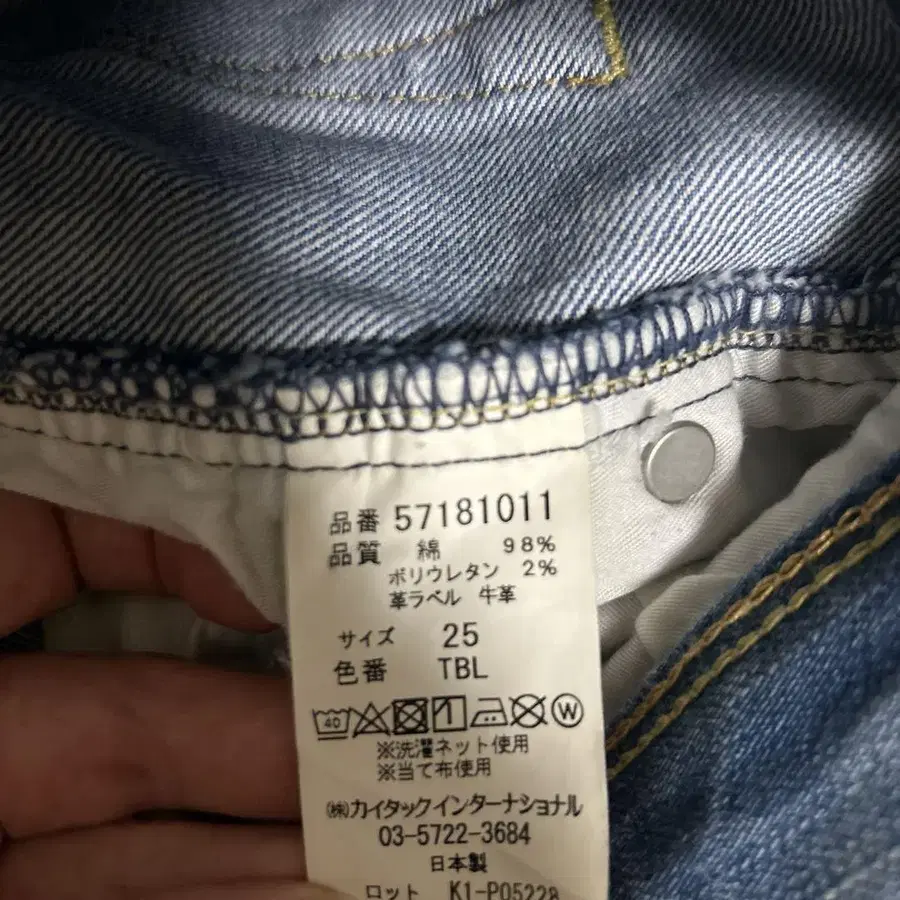 品番 57181011
品質 綿 98%
ポリウレタン 2%
革ラベル 牛革
サイズ 25
色番 TBL
40 W
※洗濯ネット使用
※当て布使用
㈱カイタックインターナショナル
03-5722-3684
日本製
ロット K1-P05228